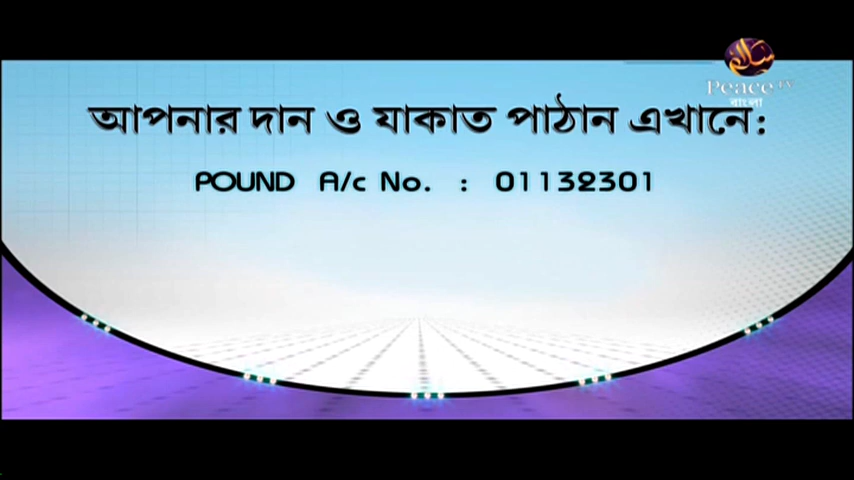 Peace TV
বাংলা
আপনার দান ও যাকাত পাঠান এখানে:
POUND A/c No. : 01132301